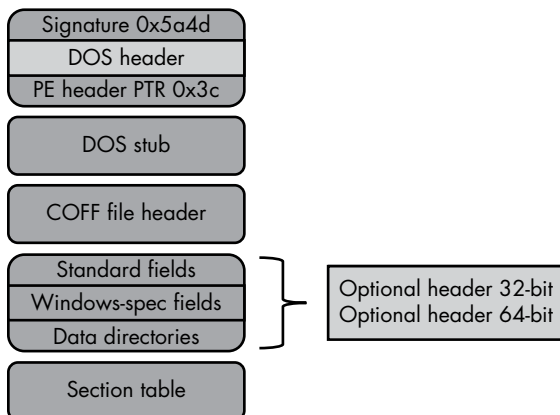 Signature 0x5a4d
DOS header
PE header PTR 0x3c
DOS stub
COFF file header
Standard fields
Windows-spec fields
Data directories
Optional header 32-bit
Optional header 64-bit
Section table